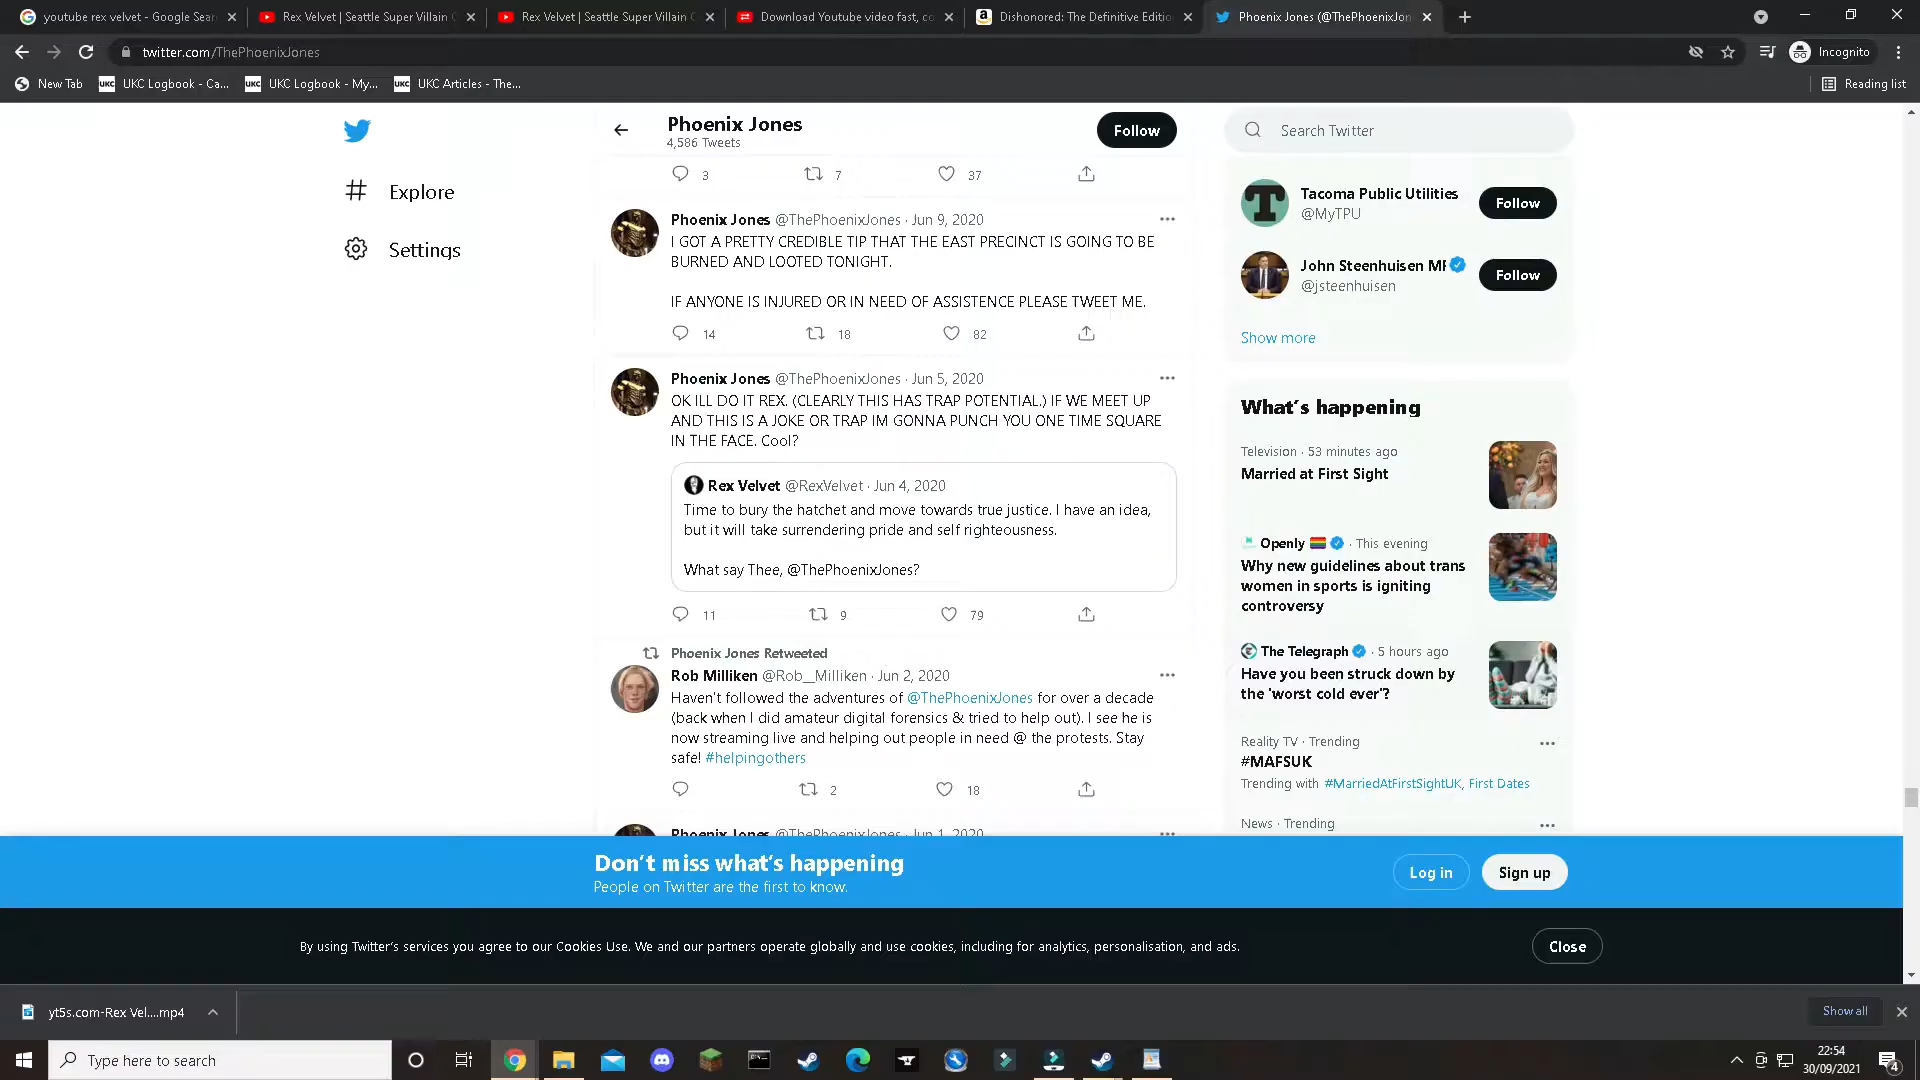 youtube rex velvet - Google Sear
Rex Velvet | Seattle Super Villain
Rex Velvet | Seattle Super Villain
Download Youtube video fast, co
Dishonored: The Definitive Editio
Phoenix Jones (@ThePhoenixJon
twitter.com/ThePhoenixJones
Incognito
New Tab
UKC Logbook - Ca...
UKC Logbook - My...
UKC Articles - The...
Reading list
Explore
Settings
Phoenix Jones
4,586 Tweets
Follow
3 7 37
Phoenix Jones @ThePhoenixJones · Jun 9, 2020
I GOT A PRETTY CREDIBLE TIP THAT THE EAST PRECINCT IS GOING TO BE
BURNED AND LOOTED TONIGHT.
IF ANYONE IS INJURED OR IN NEED OF ASSISTENCE PLEASE TWEET ME.
14 18 82
Phoenix Jones @ThePhoenixJones · Jun 5, 2020
OK ILL DO IT REX. (CLEARLY THIS HAS TRAP POTENTIAL.) IF WE MEET UP
AND THIS IS A JOKE OR TRAP IM GONNA PUNCH YOU ONE TIME SQUARE
IN THE FACE. Cool?
Rex Velvet @RexVelvet · Jun 4, 2020
Time to bury the hatchet and move towards true justice. I have an idea,
but it will take surrendering pride and self righteousness.
What say Thee, @ThePhoenixJones?
11 9 79
Phoenix Jones Retweeted
Rob Milliken @Rob__Milliken · Jun 2, 2020
Haven't followed the adventures of @ThePhoenixJones for over a decade
(back when I did amateur digital forensics & tried to help out). I see he is
now streaming live and helping out people in need @ the protests. Stay
safe! #helpingothers
2 18
Phoenix Jones @ThePhoenixJones · Jun 1, 2020
Search Twitter
Tacoma Public Utilities
@MyTPU
Follow
John Steenhuisen MP
@jsteenhuisen
Follow
Show more
What's happening
Television · 53 minutes ago
Married at First Sight
Openly · This evening
Why new guidelines about trans
women in sports is igniting
controversy
The Telegraph · 5 hours ago
Have you been struck down by
the 'worst cold ever'?
Reality TV · Trending
#MAFSUK
Trending with #MarriedAtFirstSightUK, First Dates
News · Trending
Don't miss what's happening
People on Twitter are the first to know.
Log in
Sign up
By using Twitter's services you agree to our Cookies Use. We and our partners operate globally and use cookies, including for analytics, personalisation, and ads.
Close
yt5s.com-Rex Vel....mp4
Show all
Type here to search
22:54
30/09/2021
4